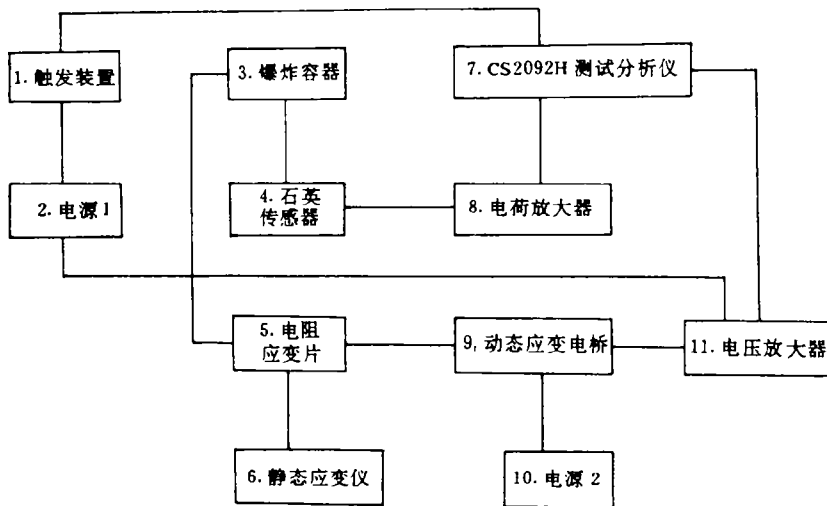 1. 触发装置
2. 电源1
3. 爆炸容器
4. 石英
传感器
5. 电阻
应变片
6. 静态应变仪
7. CS2092H 测试分析仪
8. 电荷放大器
9, 动态应变电桥
10. 电源 2
11. 电压放大器